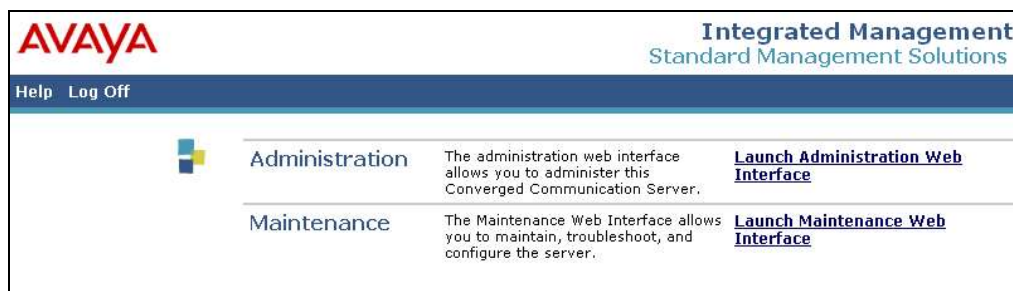 AVAYA
Integrated Management
Standard Management Solutions
Help Log Off
Administration
The administration web interface
allows you to administer this
Converged Communication Server.
Launch Administration Web
Interface
Maintenance
The Maintenance Web Interface allows
you to maintain, troubleshoot, and
configure the server.
Launch Maintenance Web
Interface